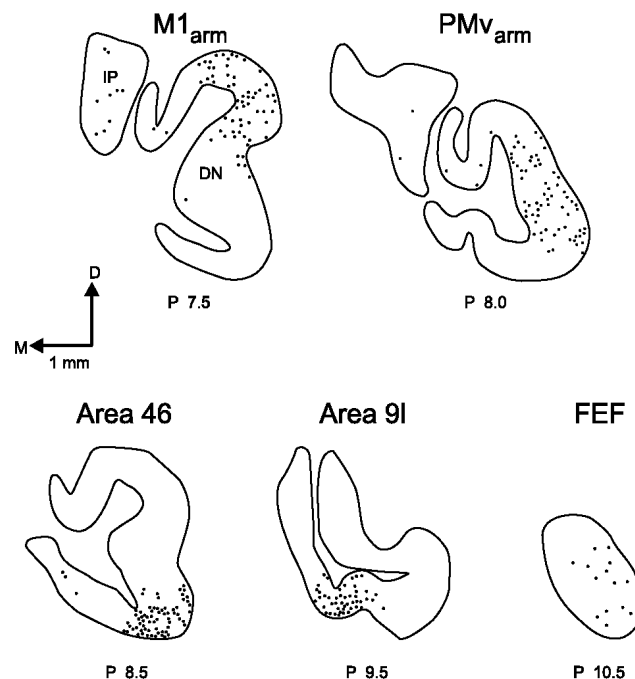 M1arm
PMvarm
IP
DN
P 7.5
P 8.0
D
M
1 mm
Area 46
Area 9l
FEF
P 8.5
P 9.5
P 10.5